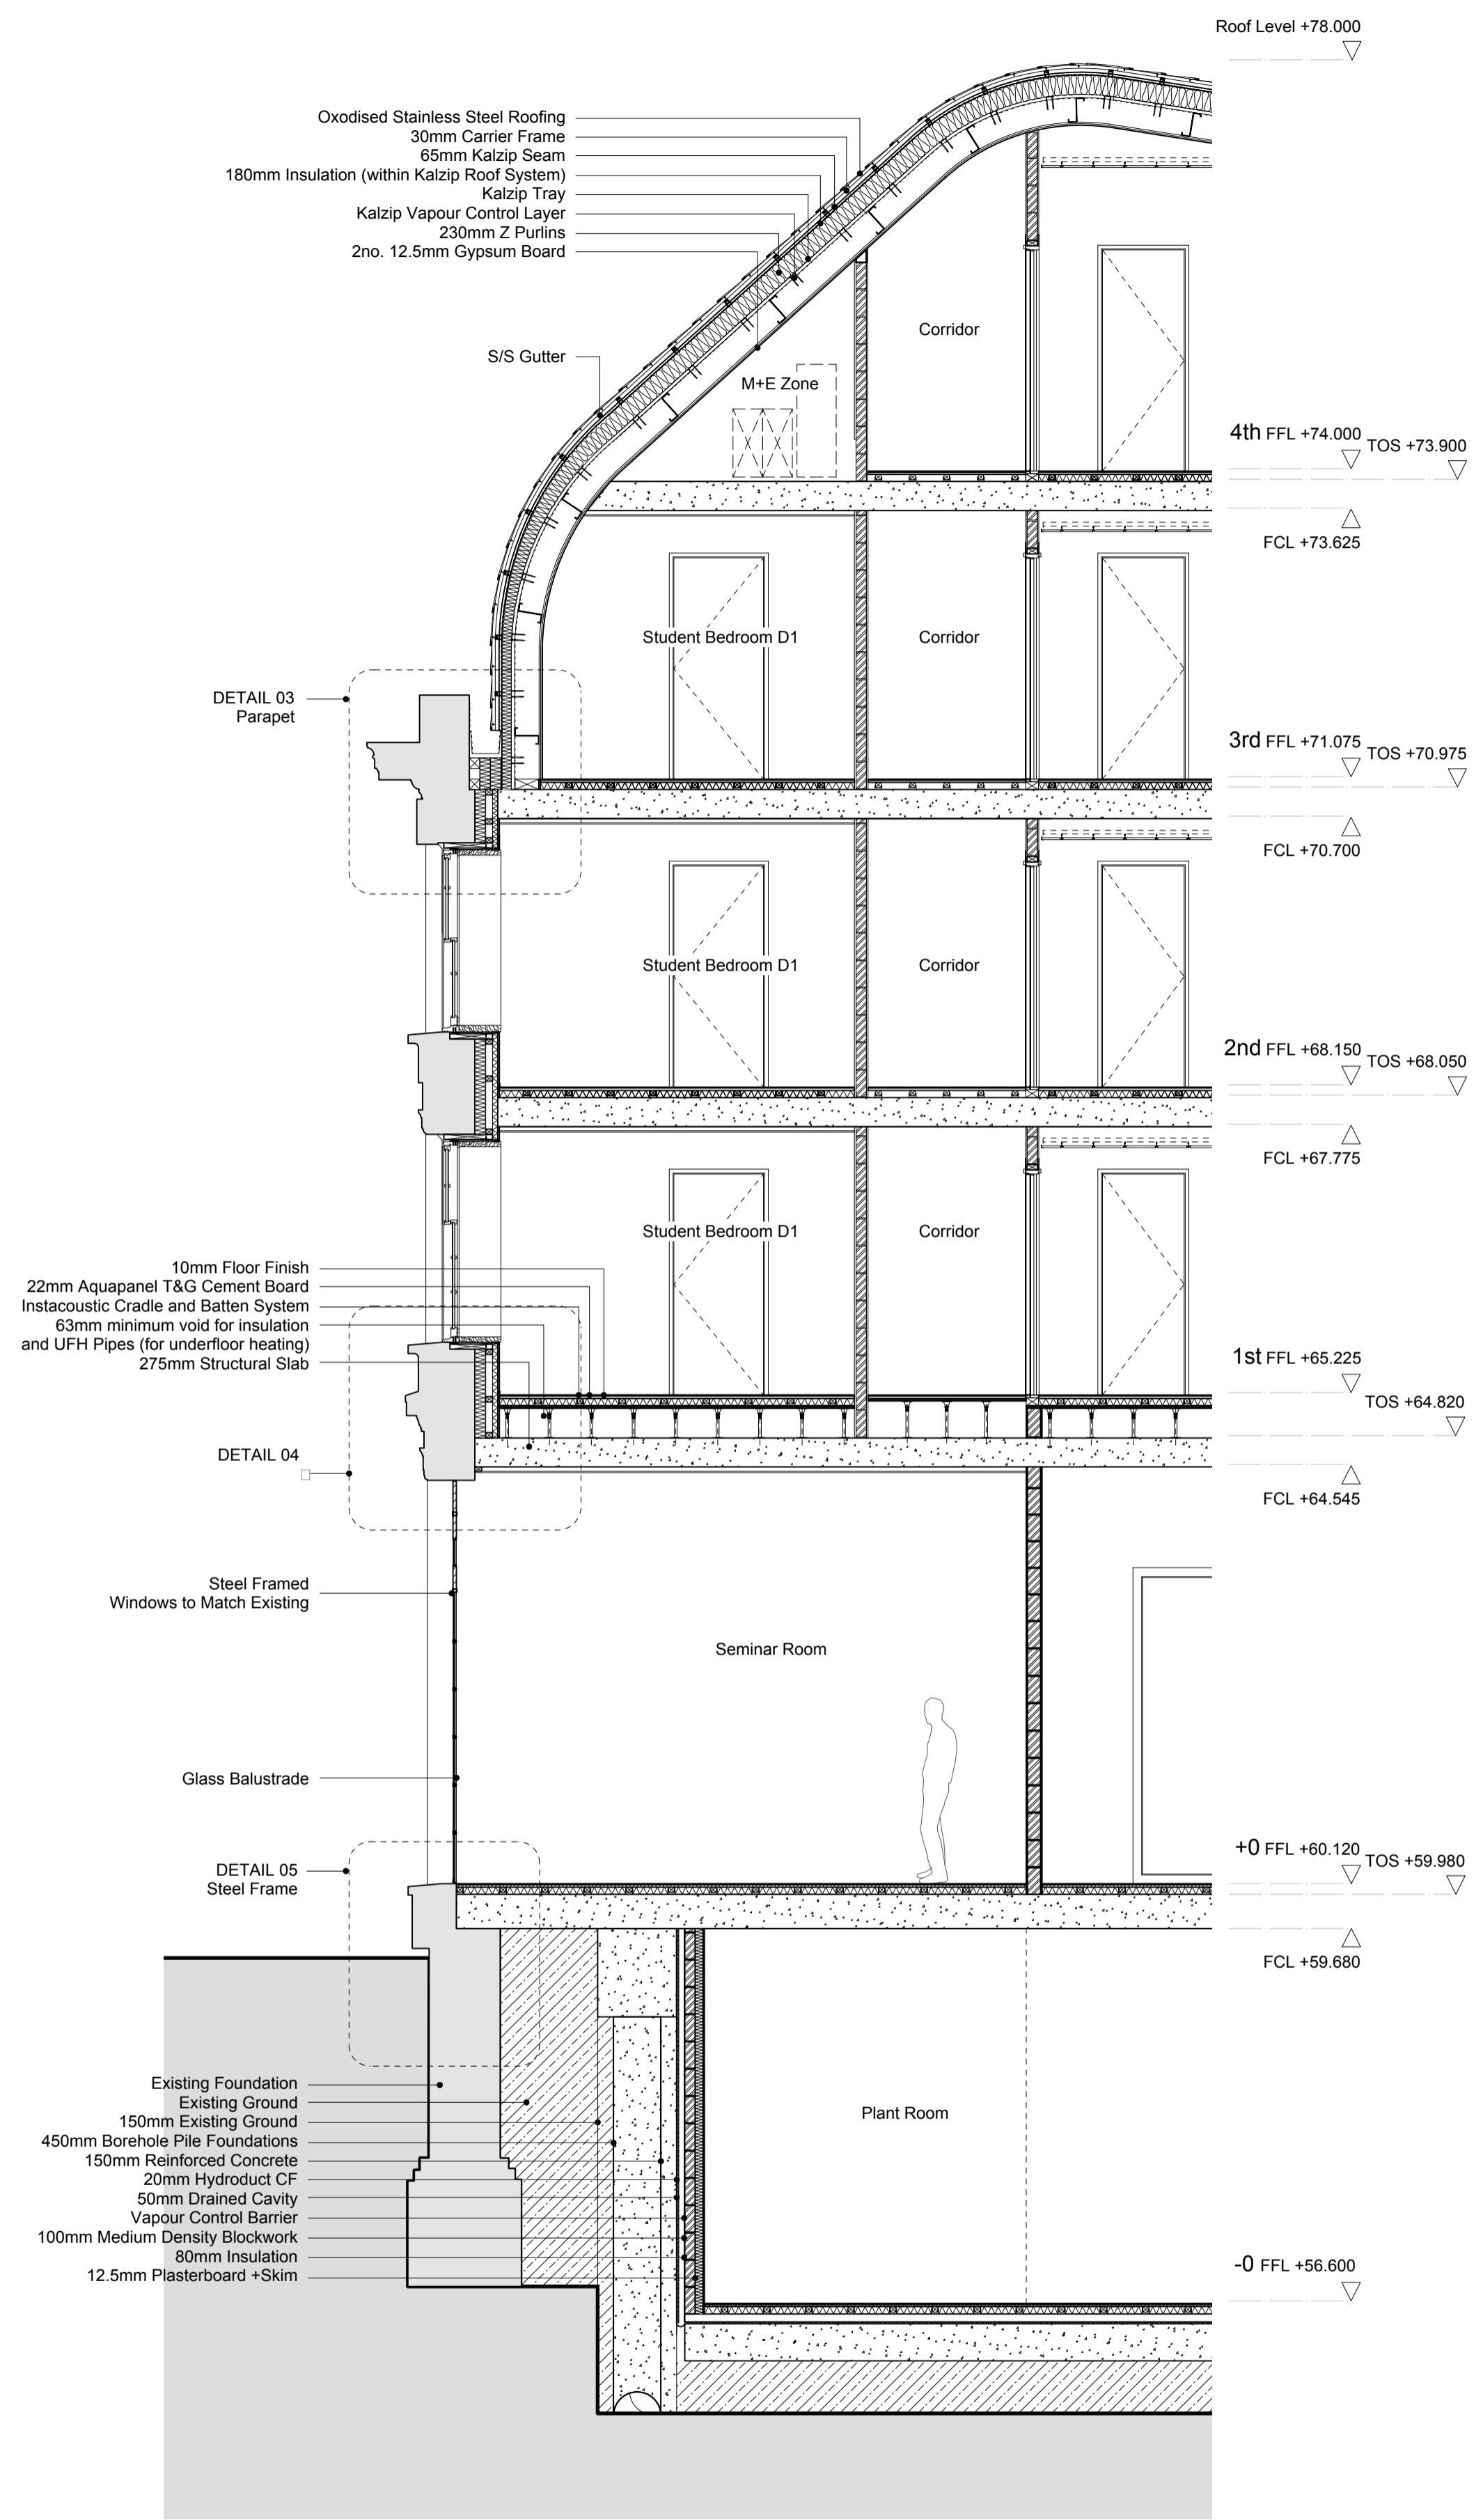 Roof Level +78.000
Oxodised Stainless Steel Roofing
30mm Carrier Frame
65mm Kalzip Seam
180mm Insulation (within Kalzip Roof System)
Kalzip Tray
Kalzip Vapour Control Layer
230mm Z Purlins
2no. 12.5mm Gypsum Board
Corridor
S/S Gutter
M+E Zone
4th FFL +74.000
TOS +73.900
FCL +73.625
Student Bedroom D1
Corridor
DETAIL 03
Parapet
3rd FFL +71.075
TOS +70.975
FCL +70.700
Student Bedroom D1
Corridor
2nd FFL +68.150
TOS +68.050
FCL +67.775
Student Bedroom D1
Corridor
10mm Floor Finish
22mm Aquapanel T&G Cement Board
Instacoustic Cradle and Batten System
63mm minimum void for insulation
and UFH Pipes (for underfloor heating)
275mm Structural Slab
1st FFL +65.225
TOS +64.820
DETAIL 04
FCL +64.545
Steel Framed
Windows to Match Existing
Seminar Room
Glass Balustrade
+0 FFL +60.120
TOS +59.980
DETAIL 05
Steel Frame
FCL +59.680
Existing Foundation
Existing Ground
150mm Existing Ground
450mm Borehole Pile Foundations
150mm Reinforced Concrete
20mm Hydroduct CF
50mm Drained Cavity
Vapour Control Barrier
100mm Medium Density Blockwork
80mm Insulation
12.5mm Plasterboard +Skim
Plant Room
-0 FFL +56.600